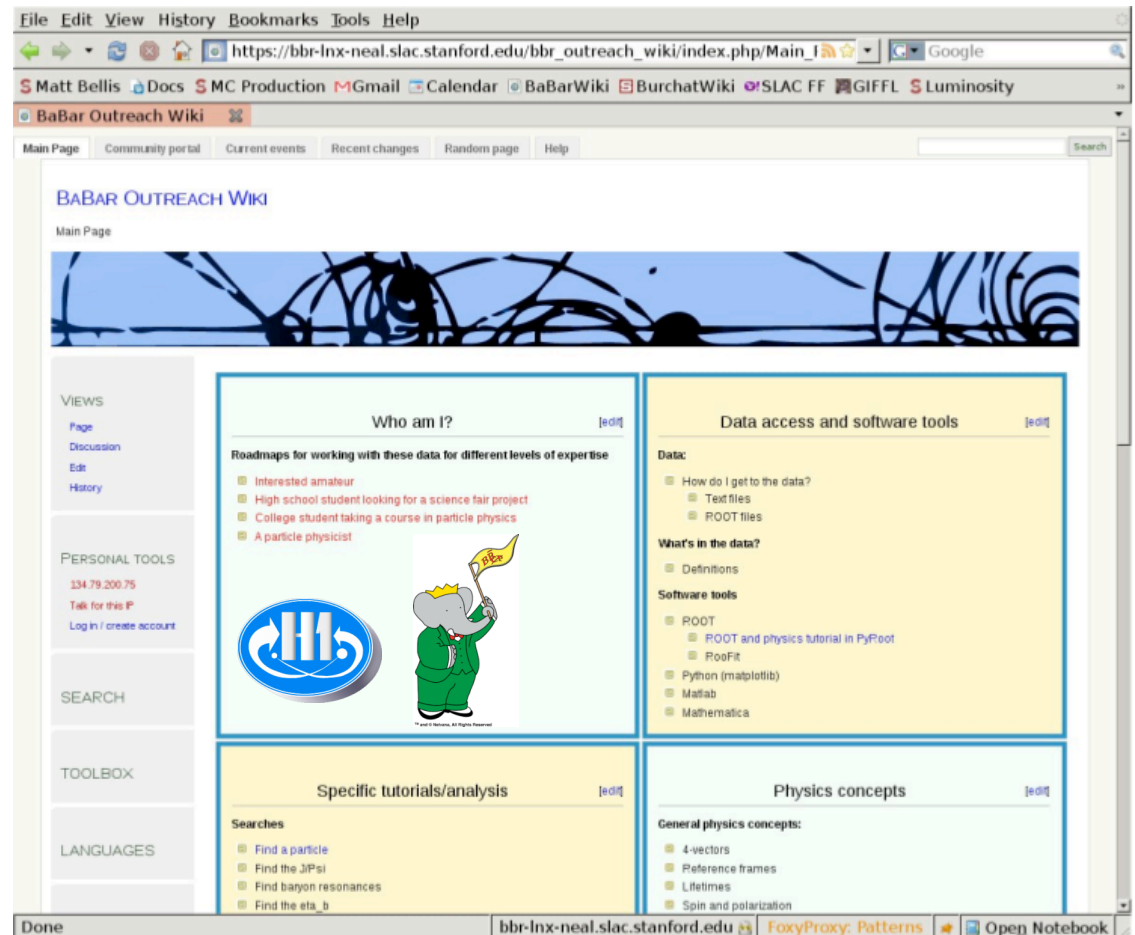 File Edit View History Bookmarks Tools Help
https://bbr-lnx-neal.slac.stanford.edu/bbr_outreach_wiki/index.php/Main_
Google
Matt Bellis Docs MC Production Gmail Calendar BaBarWiki BurchatWiki SLAC FF GIFFL Luminosity
BaBar Outreach Wiki
Main Page Community portal Current events Recent changes Random page Help Search
BABAR OUTREACH WIKI
Main Page
VIEWS
Page
Discussion
Edit
History
PERSONAL TOOLS
134.79.200.75
Talk for this IP
Log in / create account
SEARCH
TOOLBOX
LANGUAGES
Who am I? [edit]
Roadmaps for working with these data for different levels of expertise
Interested amateur
High school student looking for a science fair project
College student taking a course in particle physics
A particle physicist
H1
TM and © Nelvana, All Rights Reserved
Data access and software tools [edit]
Data:
How do I get to the data?
Text files
ROOT files
What's in the data?
Definitions
Software tools
ROOT
ROOT and physics tutorial in PyRoot
RooFit
Python (matplotlib)
Matlab
Mathematica
Specific tutorials/analysis [edit]
Searches
Find a particle
Find the J/Psi
Find baryon resonances
Find the eta_b
Physics concepts [edit]
General physics concepts:
4-vectors
Reference frames
Lifetimes
Spin and polarization
Done bbr-lnx-neal.slac.stanford.edu FoxyProxy: Patterns Open Notebook